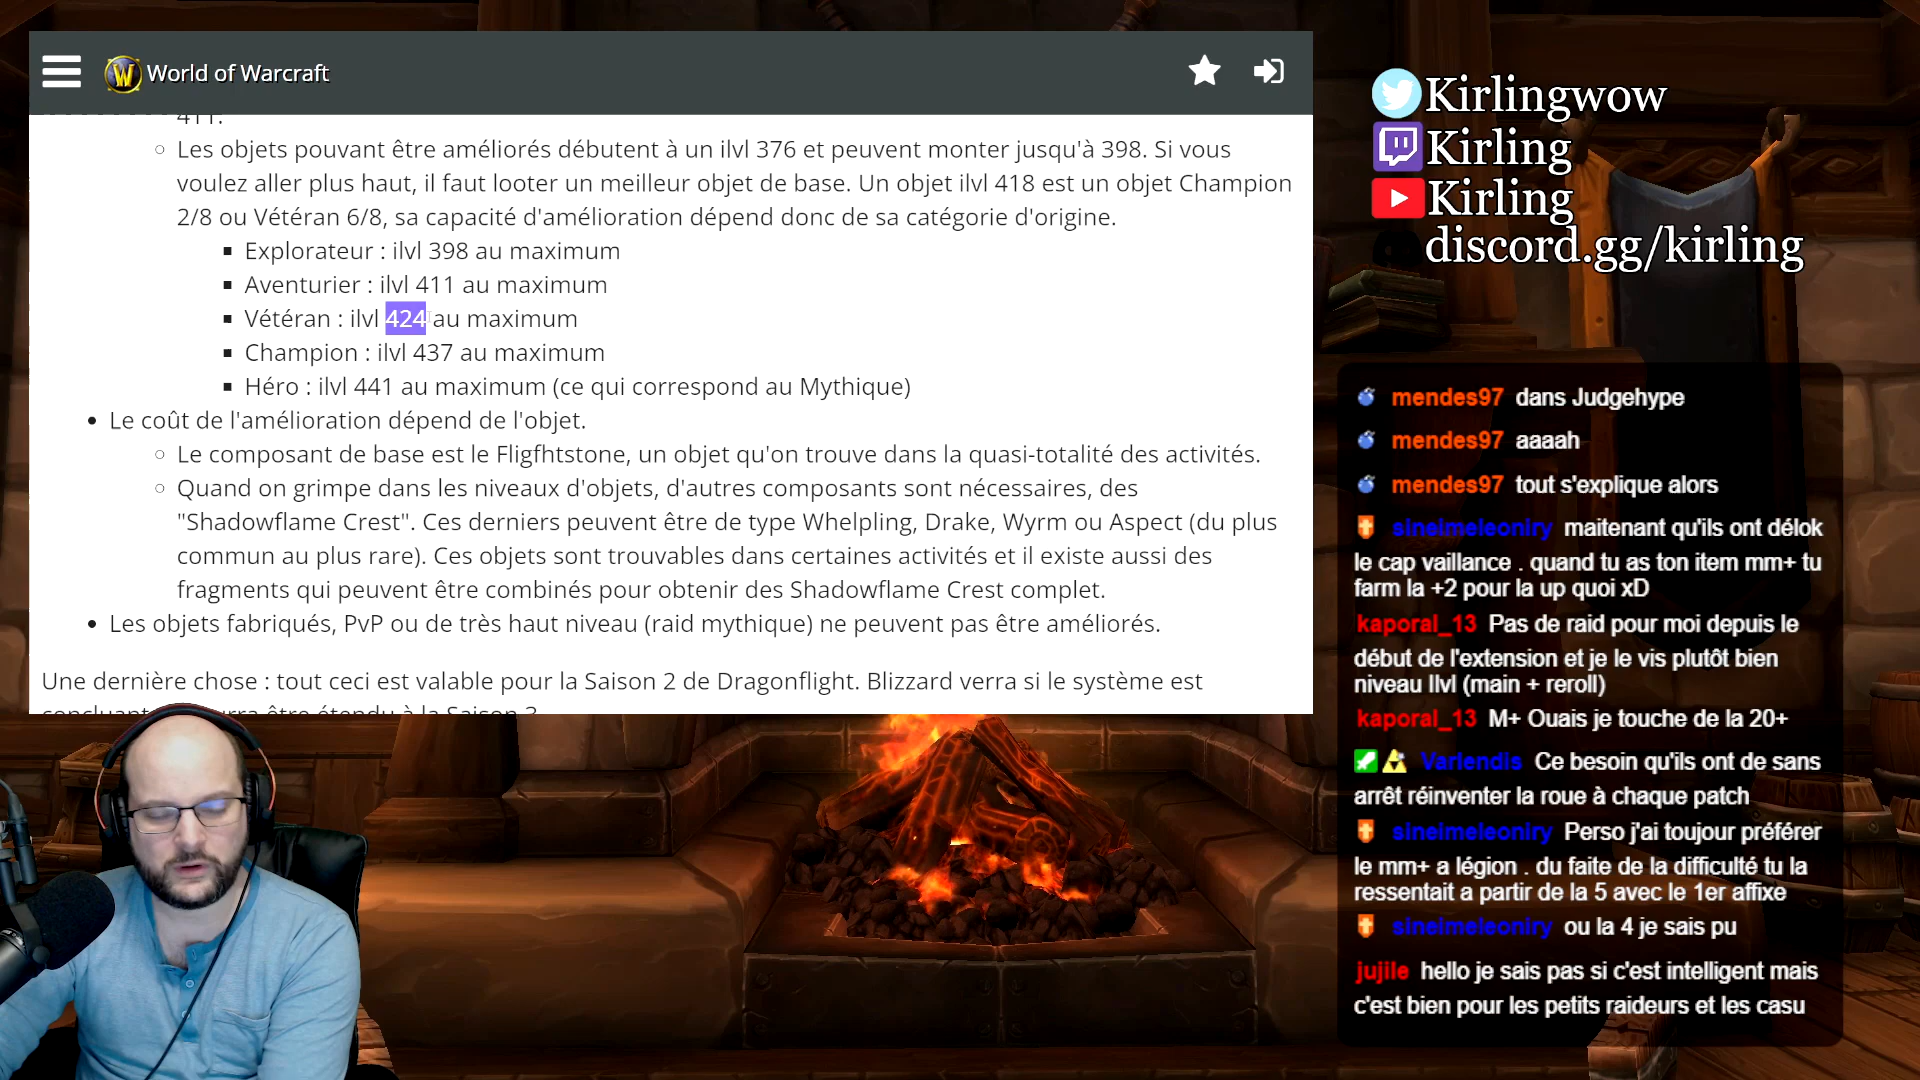 World of Warcraft
411.
Les objets pouvant être améliorés débutent à un ilvl 376 et peuvent monter jusqu'à 398. Si vous
voulez aller plus haut, il faut looter un meilleur objet de base. Un objet ilvl 418 est un objet Champion
2/8 ou Vétéran 6/8, sa capacité d'amélioration dépend donc de sa catégorie d'origine.
Explorateur : ilvl 398 au maximum
Aventurier : ilvl 411 au maximum
Vétéran : ilvl 424 au maximum
Champion : ilvl 437 au maximum
Héro : ilvl 441 au maximum (ce qui correspond au Mythique)
Le coût de l'amélioration dépend de l'objet.
Le composant de base est le Fligfhtstone, un objet qu'on trouve dans la quasi-totalité des activités.
Quand on grimpe dans les niveaux d'objets, d'autres composants sont nécessaires, des
"Shadowflame Crest". Ces derniers peuvent être de type Whelpling, Drake, Wyrm ou Aspect (du plus
commun au plus rare). Ces objets sont trouvables dans certaines activités et il existe aussi des
fragments qui peuvent être combinés pour obtenir des Shadowflame Crest complet.
Les objets fabriqués, PvP ou de très haut niveau (raid mythique) ne peuvent pas être améliorés.
Une dernière chose : tout ceci est valable pour la Saison 2 de Dragonflight. Blizzard verra si le système est
être étendu à la Saison 3
Kirlingwow
Kirling
Kirling
discord.gg/kirling
mendes97 dans Judgehype
mendes97 aaaah
mendes97 tout s'explique alors
sineimeleoniry maitenant qu'ils ont délok
le cap vaillance . quand tu as ton item mm+ tu
farm la +2 pour la up quoi xD
kaporal_13 Pas de raid pour moi depuis le
début de l'extension et je le vis plutôt bien
niveau Ilvl (main + reroll)
kaporal_13 M+ Ouais je touche de la 20+
Variendis Ce besoin qu'ils ont de sans
arrêt réinventer la roue à chaque patch
sineimeleoniry Perso j'ai toujour préférer
le mm+ a légion . du faite de la difficulté tu la
ressentait a partir de la 5 avec le 1er affixe
sineimeleoniry ou la 4 je sais pu
jujile hello je sais pas si c'est intelligent mais
c'est bien pour les petits raideurs et les casu